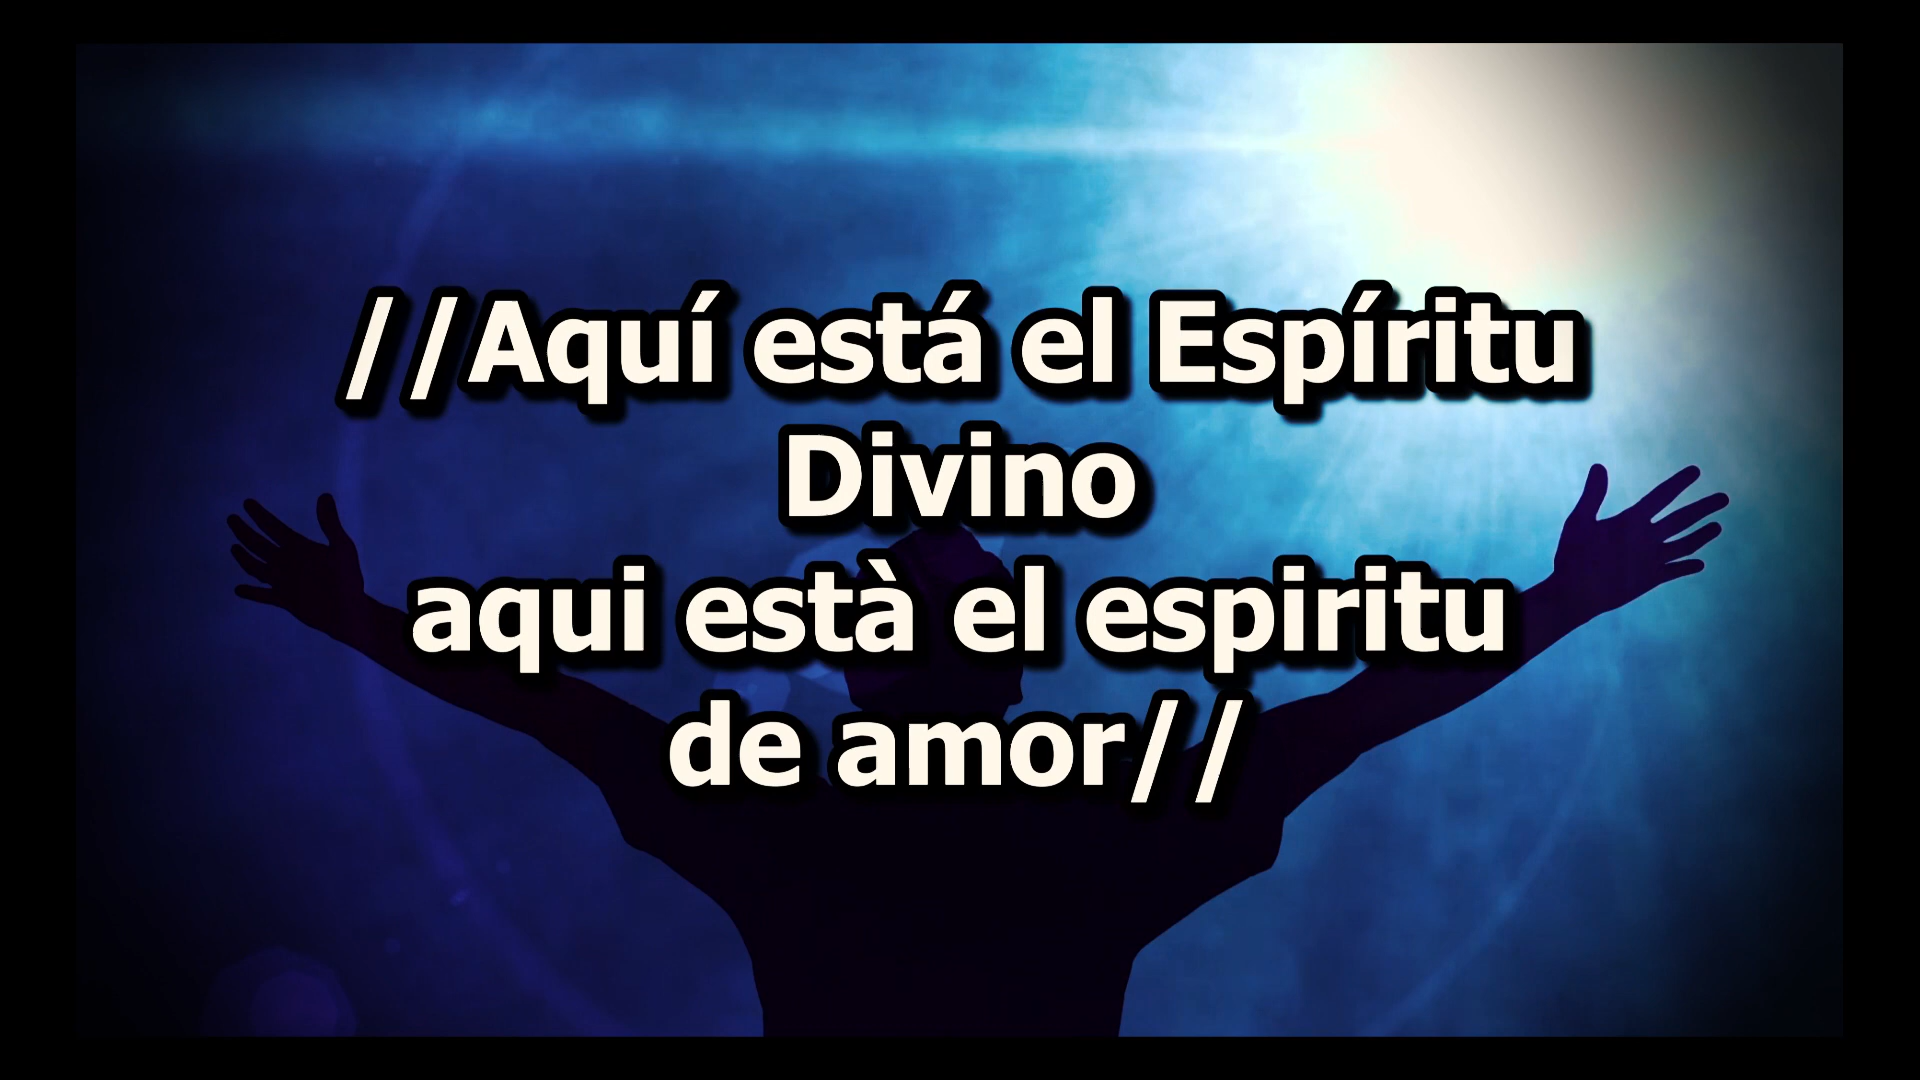 //Aquí está el Espíritu
Divino
aqui està el espiritu
de amor//